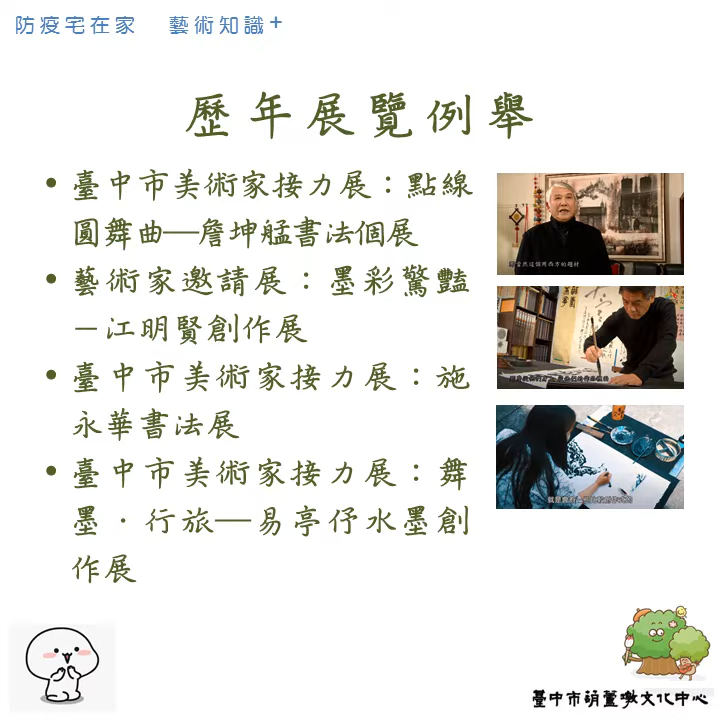 防疫宅在家 藝術知識+
歷年展覽例舉
• 臺中市美術家接力展：點線
圓舞曲──詹坤艋書法個展
• 藝術家邀請展：墨彩驚豔
－江明賢創作展
• 臺中市美術家接力展：施
永華書法展
• 臺中市美術家接力展：舞
墨．行旅──易亭伃水墨創
作展
臺中市葫蘆墩文化中心